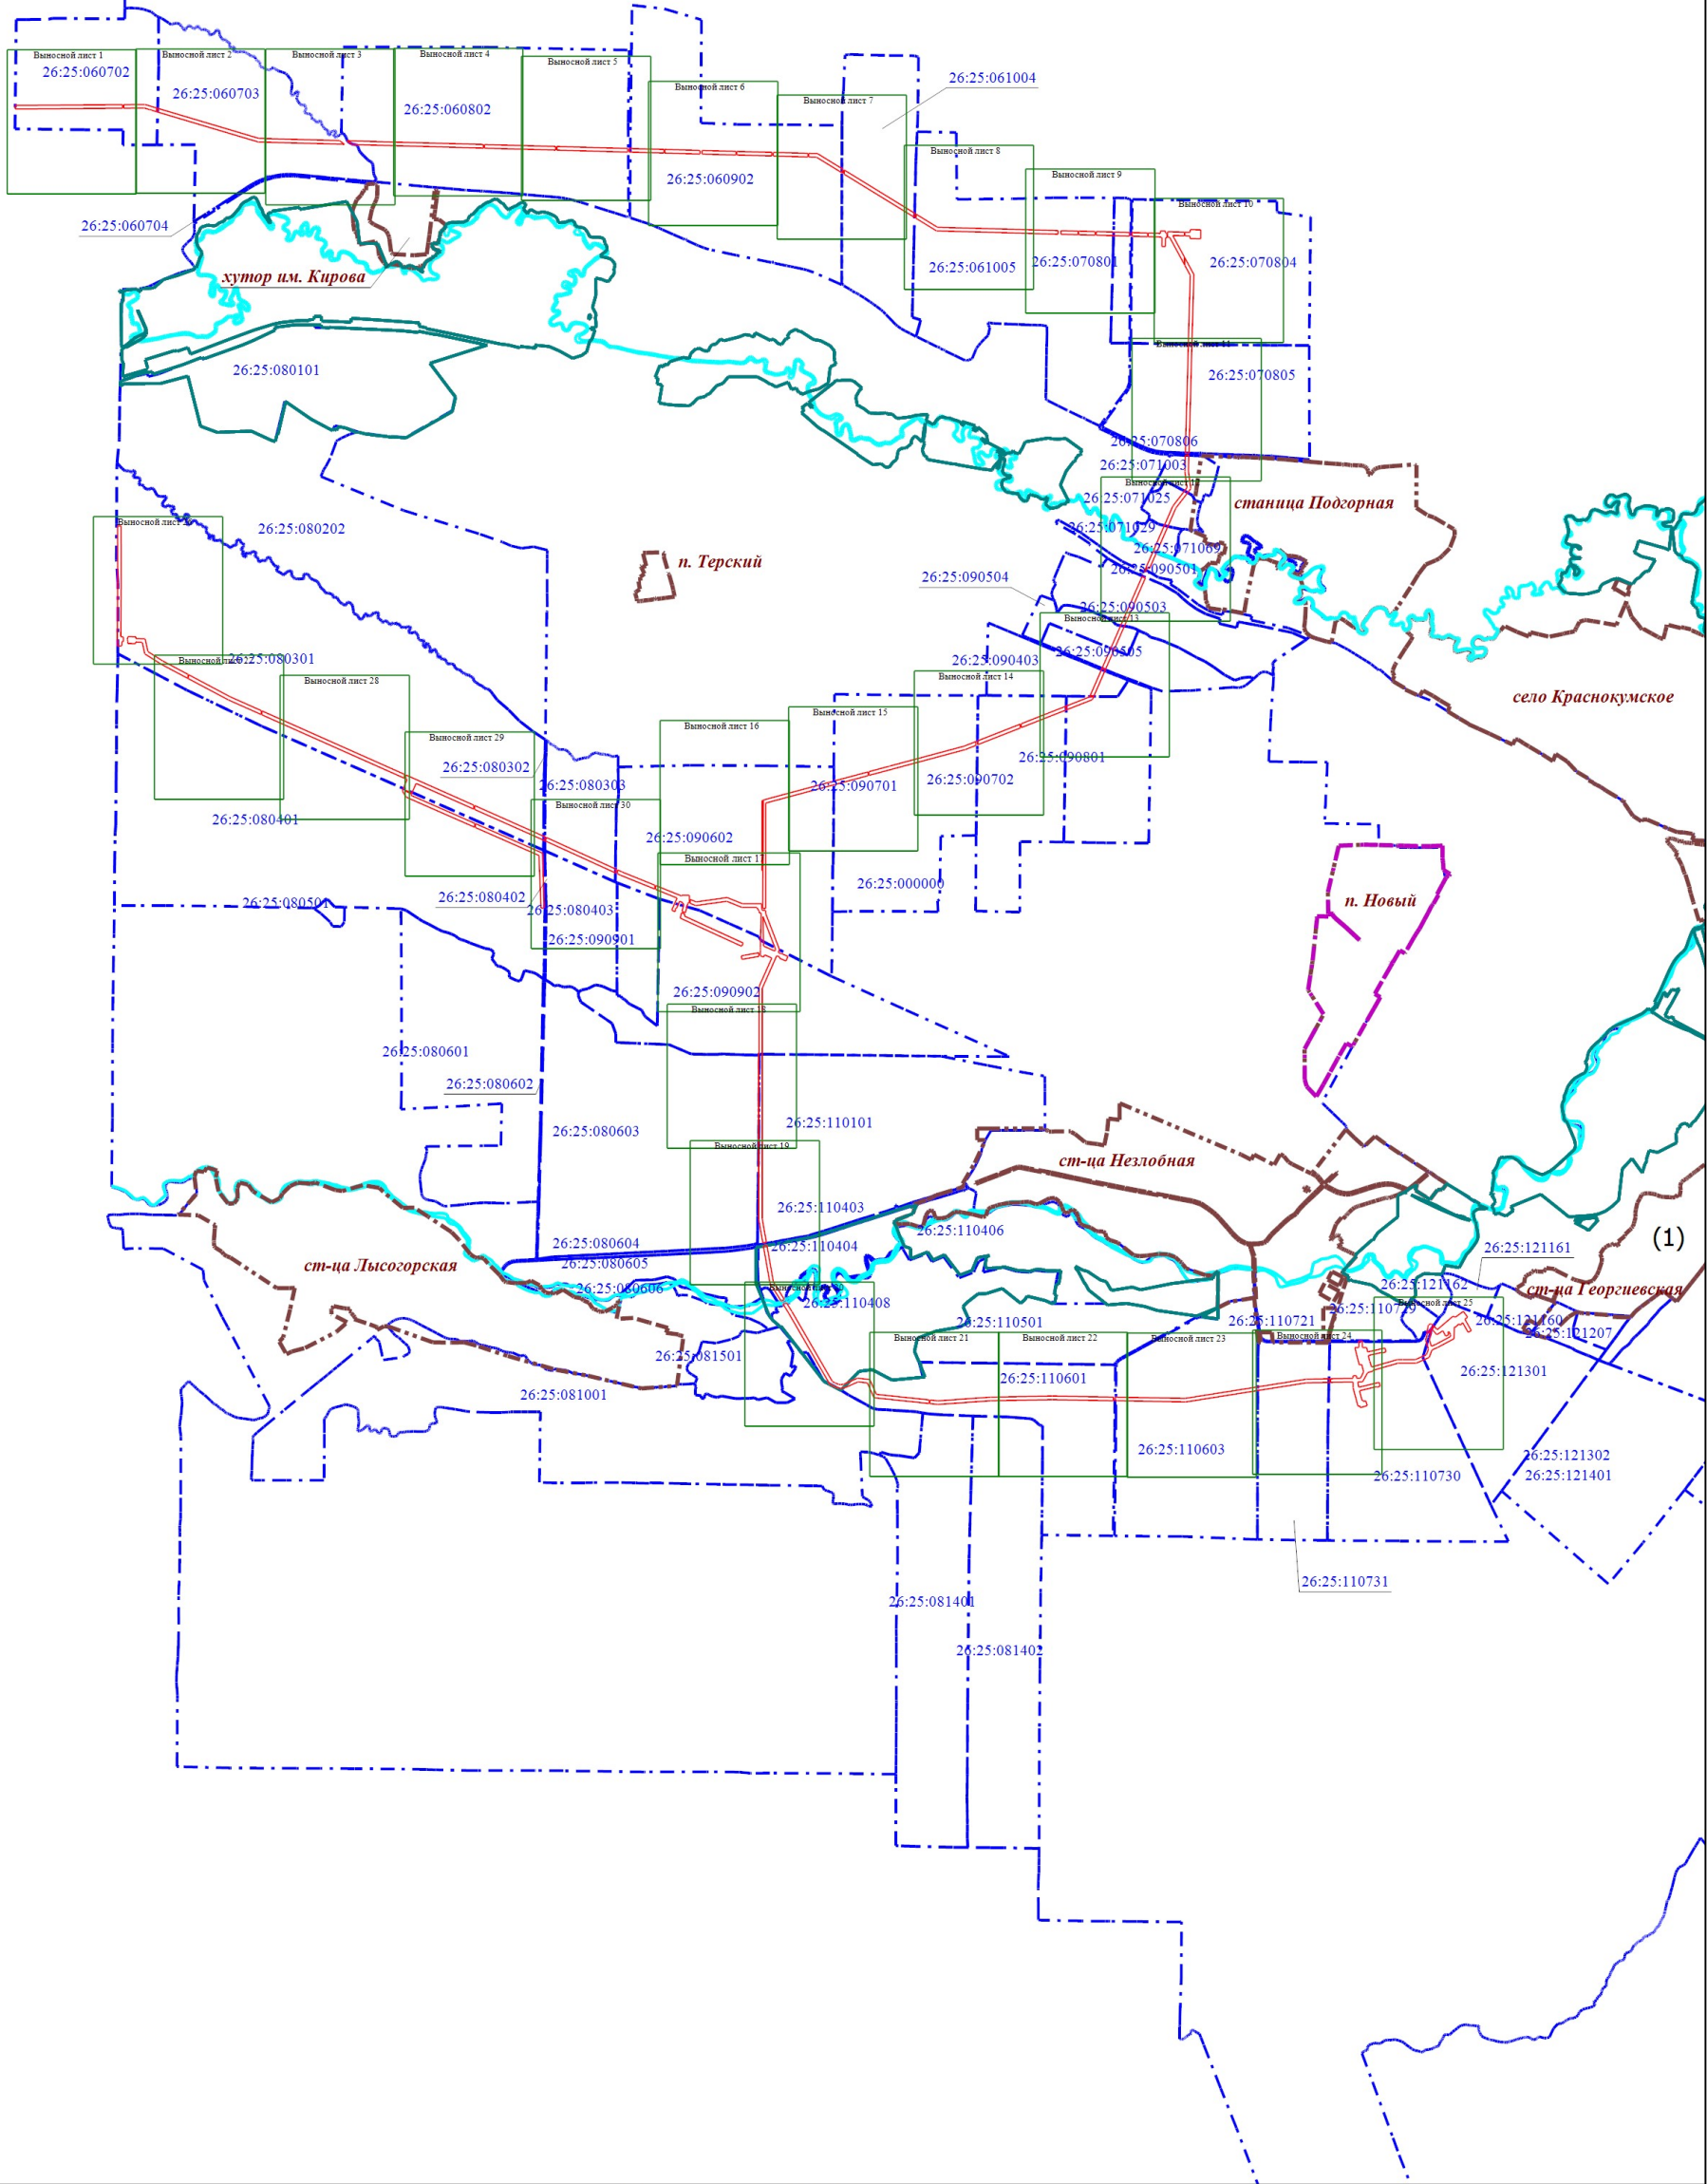 Выносной лист 1
Выносной лист 2
Выносной лист 3
Выносной лист 4
Выносной лист 5
26:25:060702
26:25:060703
26:25:060802
Выносной лист 6
Выносной лист 7
26:25:061004
Выносной лист 8
26:25:060902
Выносной лист 9
Выносной лист 10
26:25:060704
хутор им. Кирова
26:25:061005
26:25:070801
26:25:070804
26:25:080101
26:25:070805
26:25:070806
26:25:071003
Выносной лист 12
26:25:071025
станица Подгорная
26:25:080202
26:25:071029
26:25:071069
п. Терский
26:25:090501
26:25:090504
26:25:090503
Выносной лист 13
26:25:080301
26:25:090505
26:25:090403
Выносной лист 28
Выносной лист 14
село Краснокумское
Выносной лист 15
Выносной лист 16
Выносной лист 29
26:25:080302
26:25:090801
26:25:090702
26:25:080303
26:25:090701
Выносной лист 30
26:25:080401
26:25:090602
Выносной лист 17
26:25:000000
26:25:080402
26:25:080501
п. Новый
26:25:080403
26:25:090901
26:25:090902
Выносной лист 18
26:25:080601
26:25:080602
26:25:110101
26:25:080603
Выносной лист 19
ст-ца Незлобная
26:25:110403
26:25:110406
(1)
26:25:080604
26:25:110404
26:25:121161
ст-ца Лысогорская
26:25:080605
26:25:080606
26:25:121162
ст-ца Георгиевская
26:25:110408
Выносной лист 25
26:25:110501
26:25:110721
26:25:121160
26:25:121207
Выносной лист 21
Выносной лист 22
Выносной лист 23
Выносной лист 24
26:25:081501
26:25:110601
26:25:121301
26:25:081001
26:25:110603
26:25:121302
26:25:110730
26:25:121401
26:25:110731
26:25:081401
26:25:081402